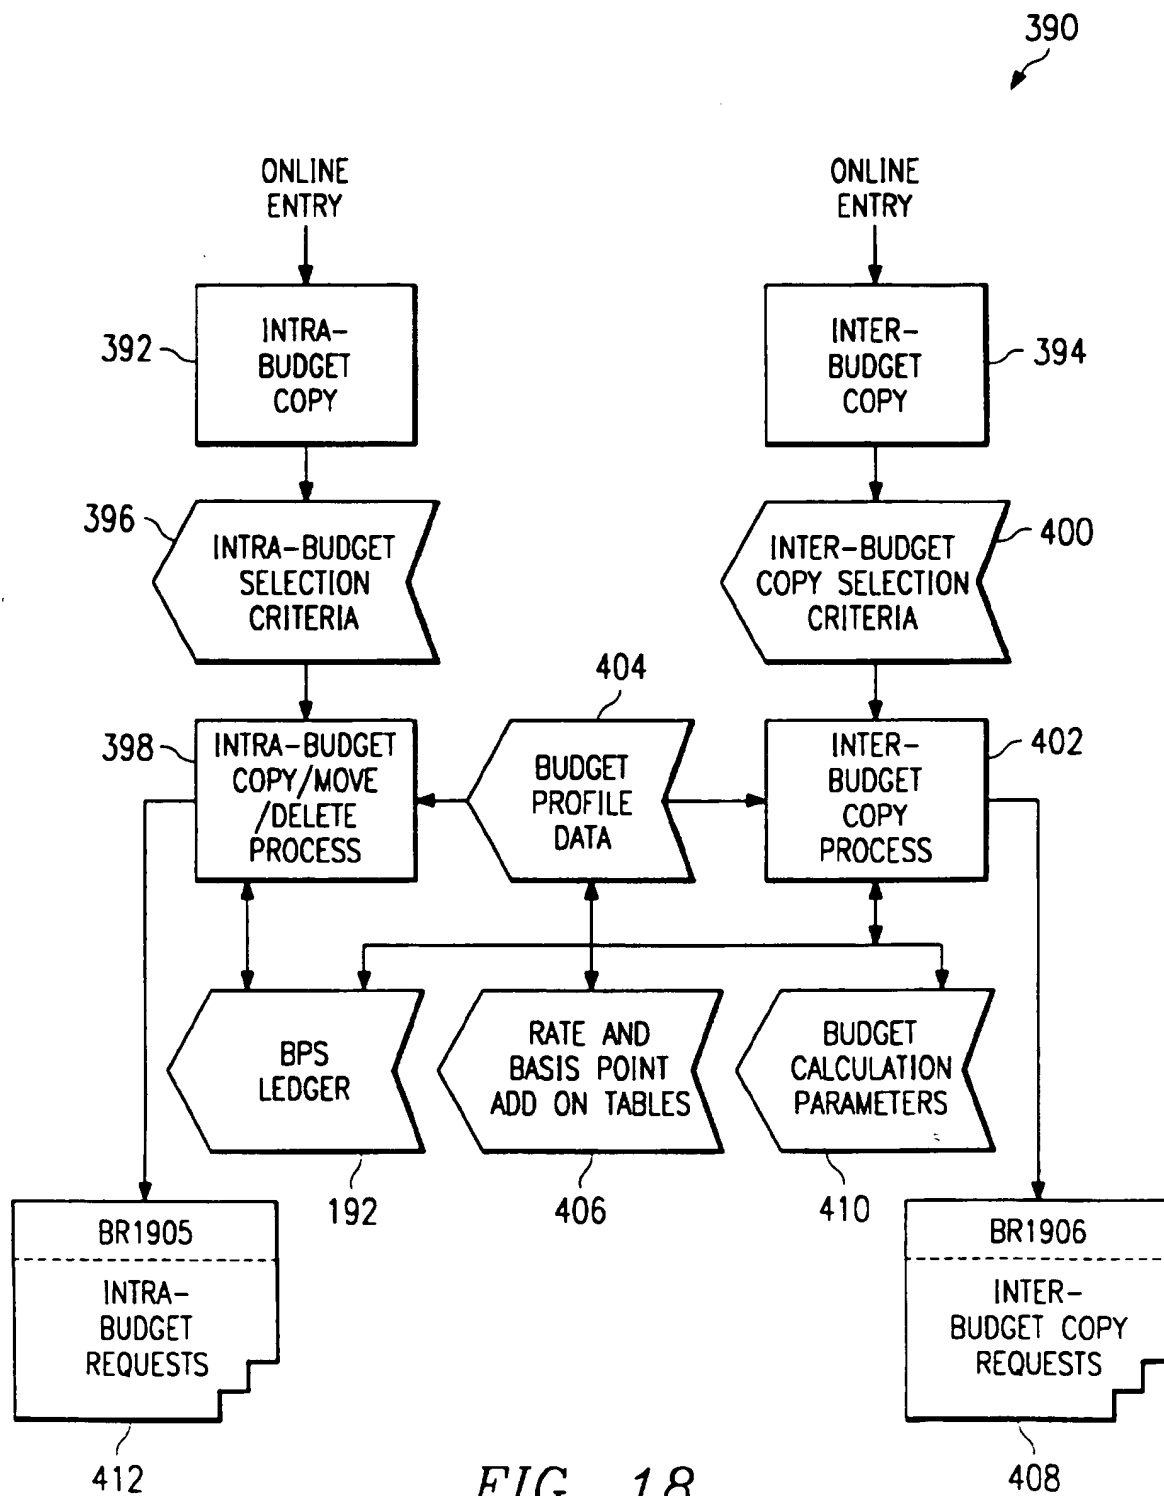 390
ONLINE
ENTRY
ONLINE
ENTRY
392
INTRA-
BUDGET
COPY
INTER-
BUDGET
COPY
394
396
INTRA-BUDGET
SELECTION
CRITERIA
INTER-BUDGET
COPY SELECTION
CRITERIA
400
404
398
INTRA-BUDGET
COPY/MOVE
/DELETE
PROCESS
BUDGET
PROFILE
DATA
INTER-
BUDGET
COPY
PROCESS
402
BPS
LEDGER
RATE AND
BASIS POINT
ADD ON TABLES
BUDGET
CALCULATION
PARAMETERS
192
406
410
BR1905
INTRA-
BUDGET
REQUESTS
BR1906
INTER-
BUDGET COPY
REQUESTS
412
408
FIG. 18